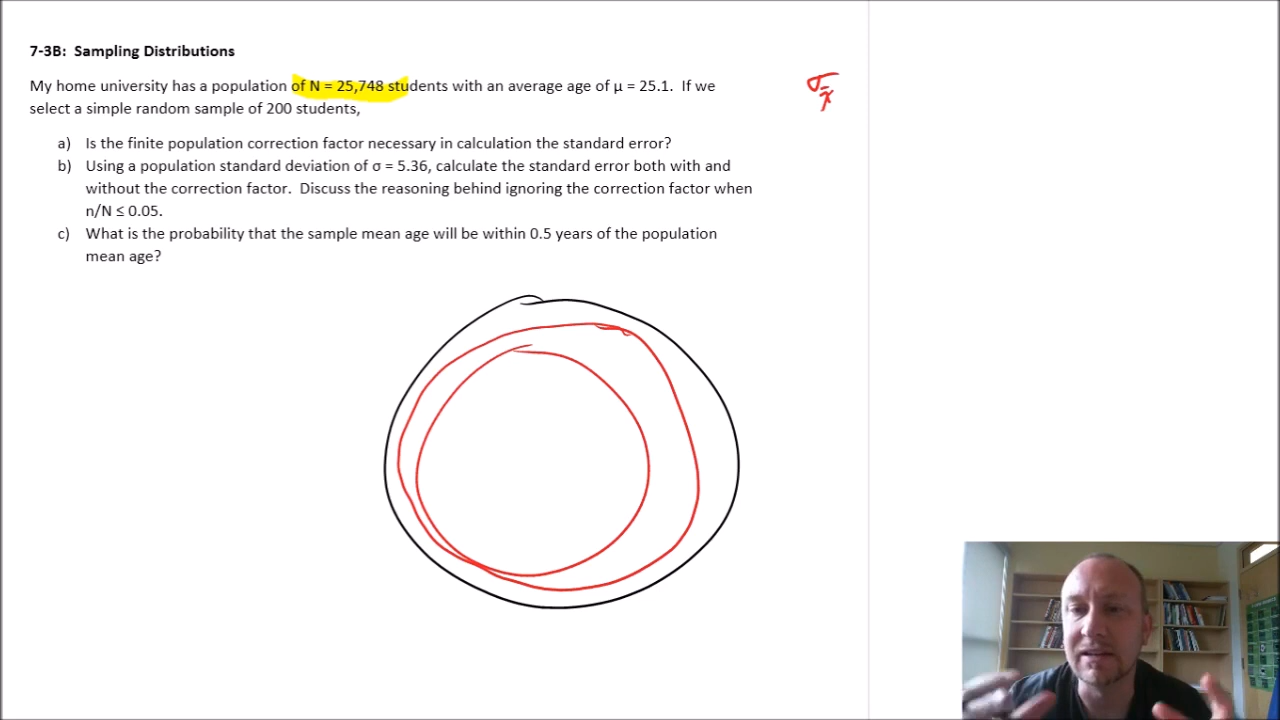 7-3B: Sampling Distributions
My home university has a population of N = 25,748 students with an average age of µ = 25.1. If we
select a simple random sample of 200 students,
a) Is the finite population correction factor necessary in calculation the standard error?
b) Using a population standard deviation of σ = 5.36, calculate the standard error both with and
without the correction factor. Discuss the reasoning behind ignoring the correction factor when
n/N ≤ 0.05.
c) What is the probability that the sample mean age will be within 0.5 years of the population
mean age?
σx̄